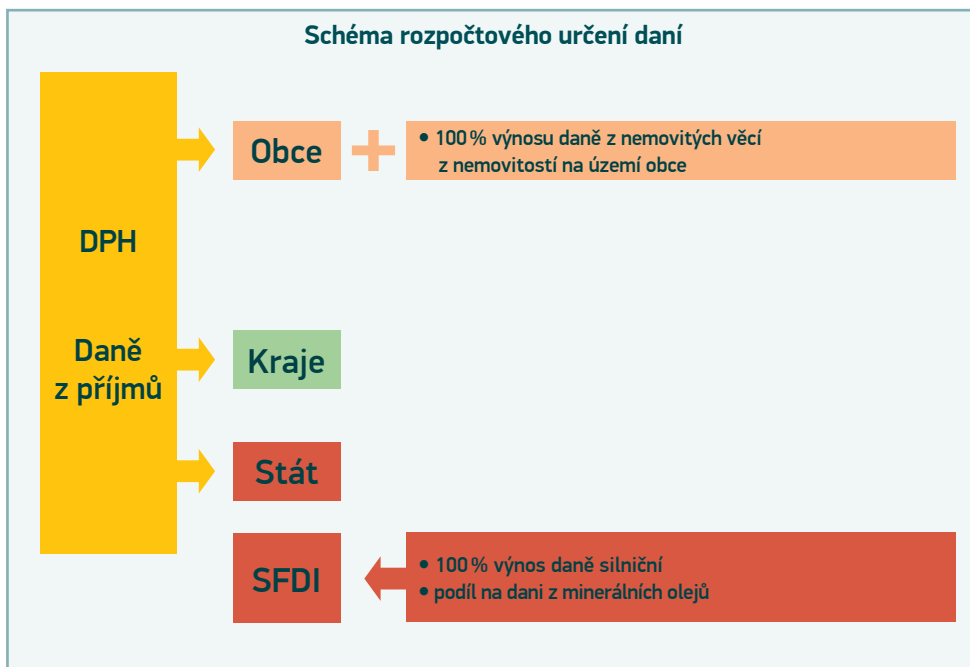 Schéma rozpočtového určení daní
DPH
Daně
z příjmů
Obce
• 100 % výnosu daně z nemovitých věcí
z nemovitostí na území obce
Kraje
Stát
SFDI
• 100 % výnos daně silniční
• podíl na dani z minerálních olejů